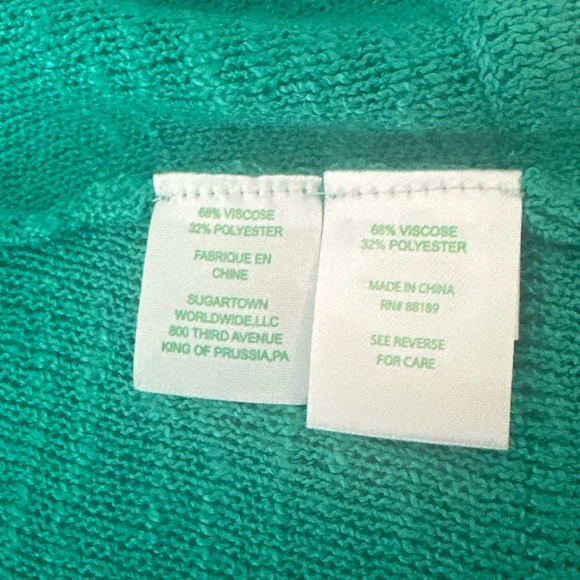 68% VISCOSE
32% POLYESTER
FABRIQUE EN
CHINE
SUGARTOWN
WORLDWIDE,LLC
800 THIRD AVENUE
KING OF PRUSSIA,PA
68% VISCOSE
32% POLYESTER
MADE IN CHINA
RN# 88189
SEE REVERSE
FOR CARE